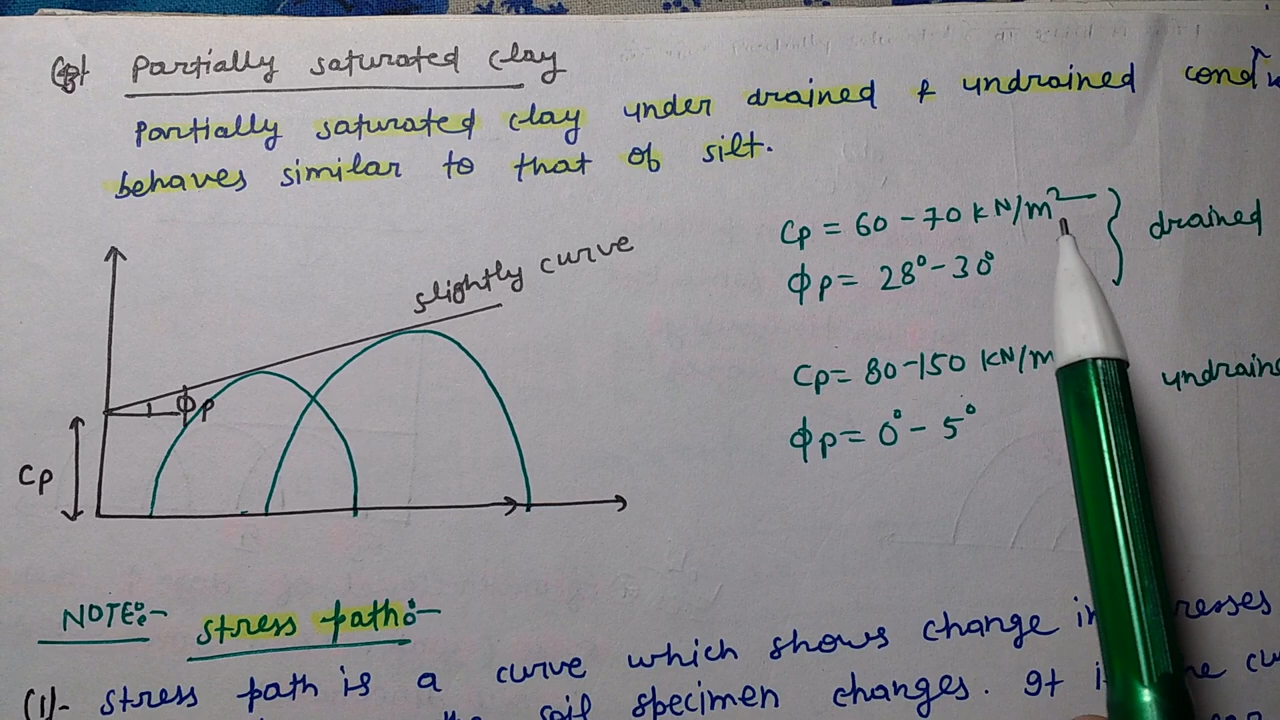 Partially saturated clay
Partially saturated clay under drained & undrained condⁿ
behaves similar to that of silt.
slightly curve
Cp = 60 - 70 kN/m²
ϕp = 28° - 30°
drained
Cp = 80-150 KN/m
ϕp = 0° - 5°
ϕp
Cp
NOTE:- stress path:-
(1)- stress path is a curve which shows change in
soil specimen changes. It